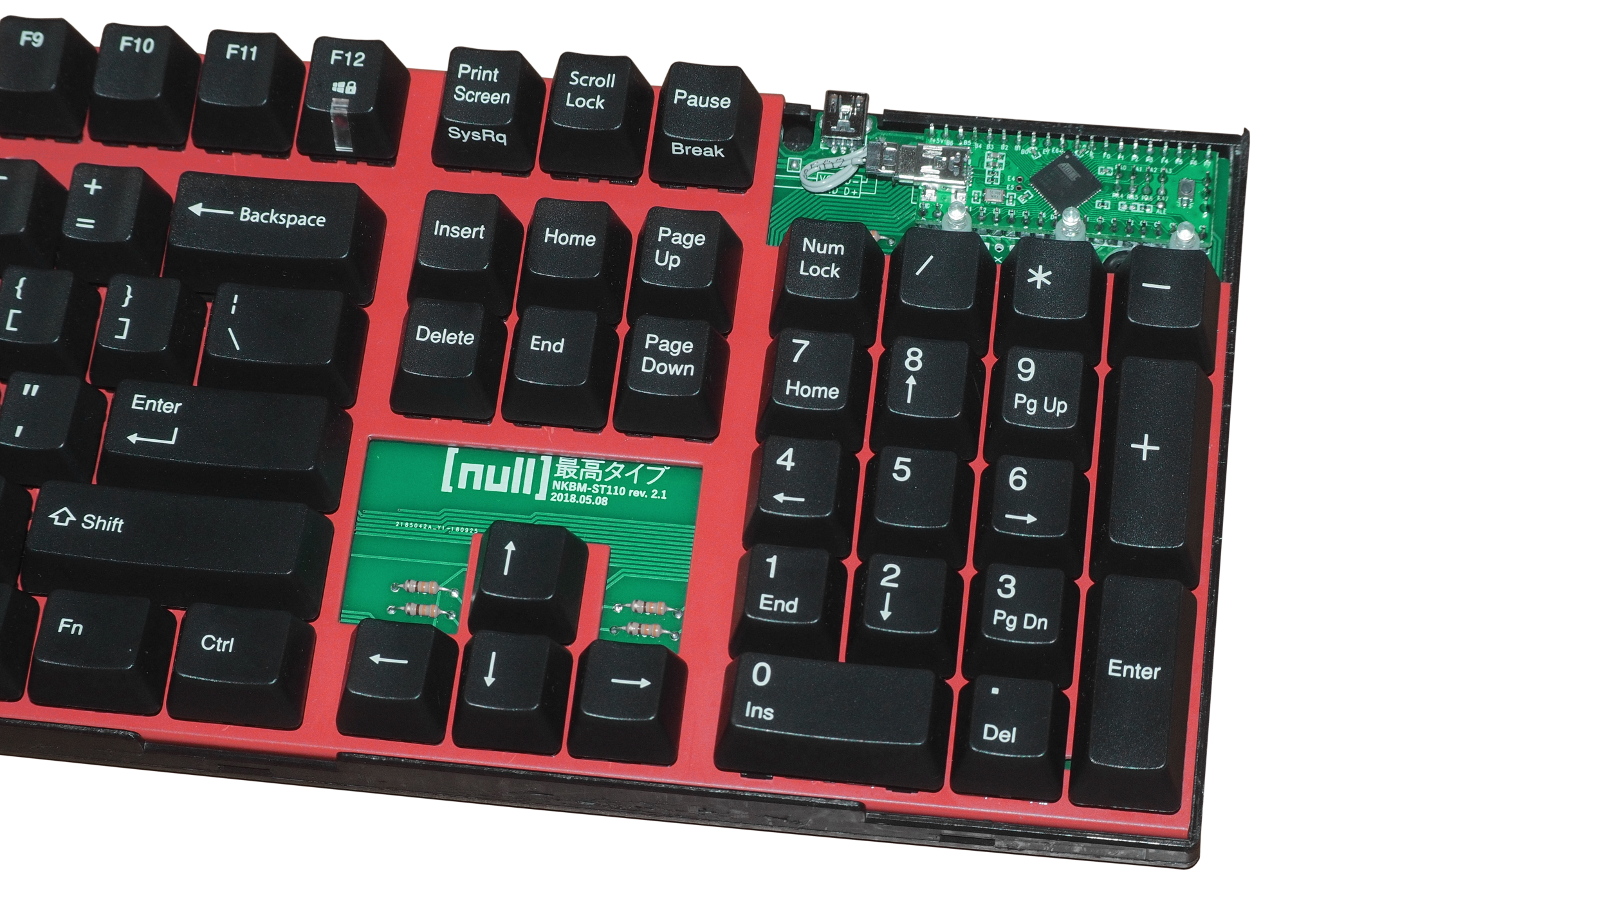 F9
F10
F11
F12
Print
Screen
SysRq
Scroll
Lock
Pause
Break
+
=
Backspace
Insert
Home
Page
Up
Num
Lock
/
*
-
{
[
}
]
¦
\
Delete
End
Page
Down
7
Home
8
↑
9
Pg Up
+
"
'
Enter
[null]最高タイプ
NKBM-ST110 rev. 2.1
2018.05.08
2185042A_Y1-180925
4
←
5
6
→
Shift
↑
1
End
2
↓
3
Pg Dn
Enter
Fn
Ctrl
←
↓
→
0
Ins
.
Del